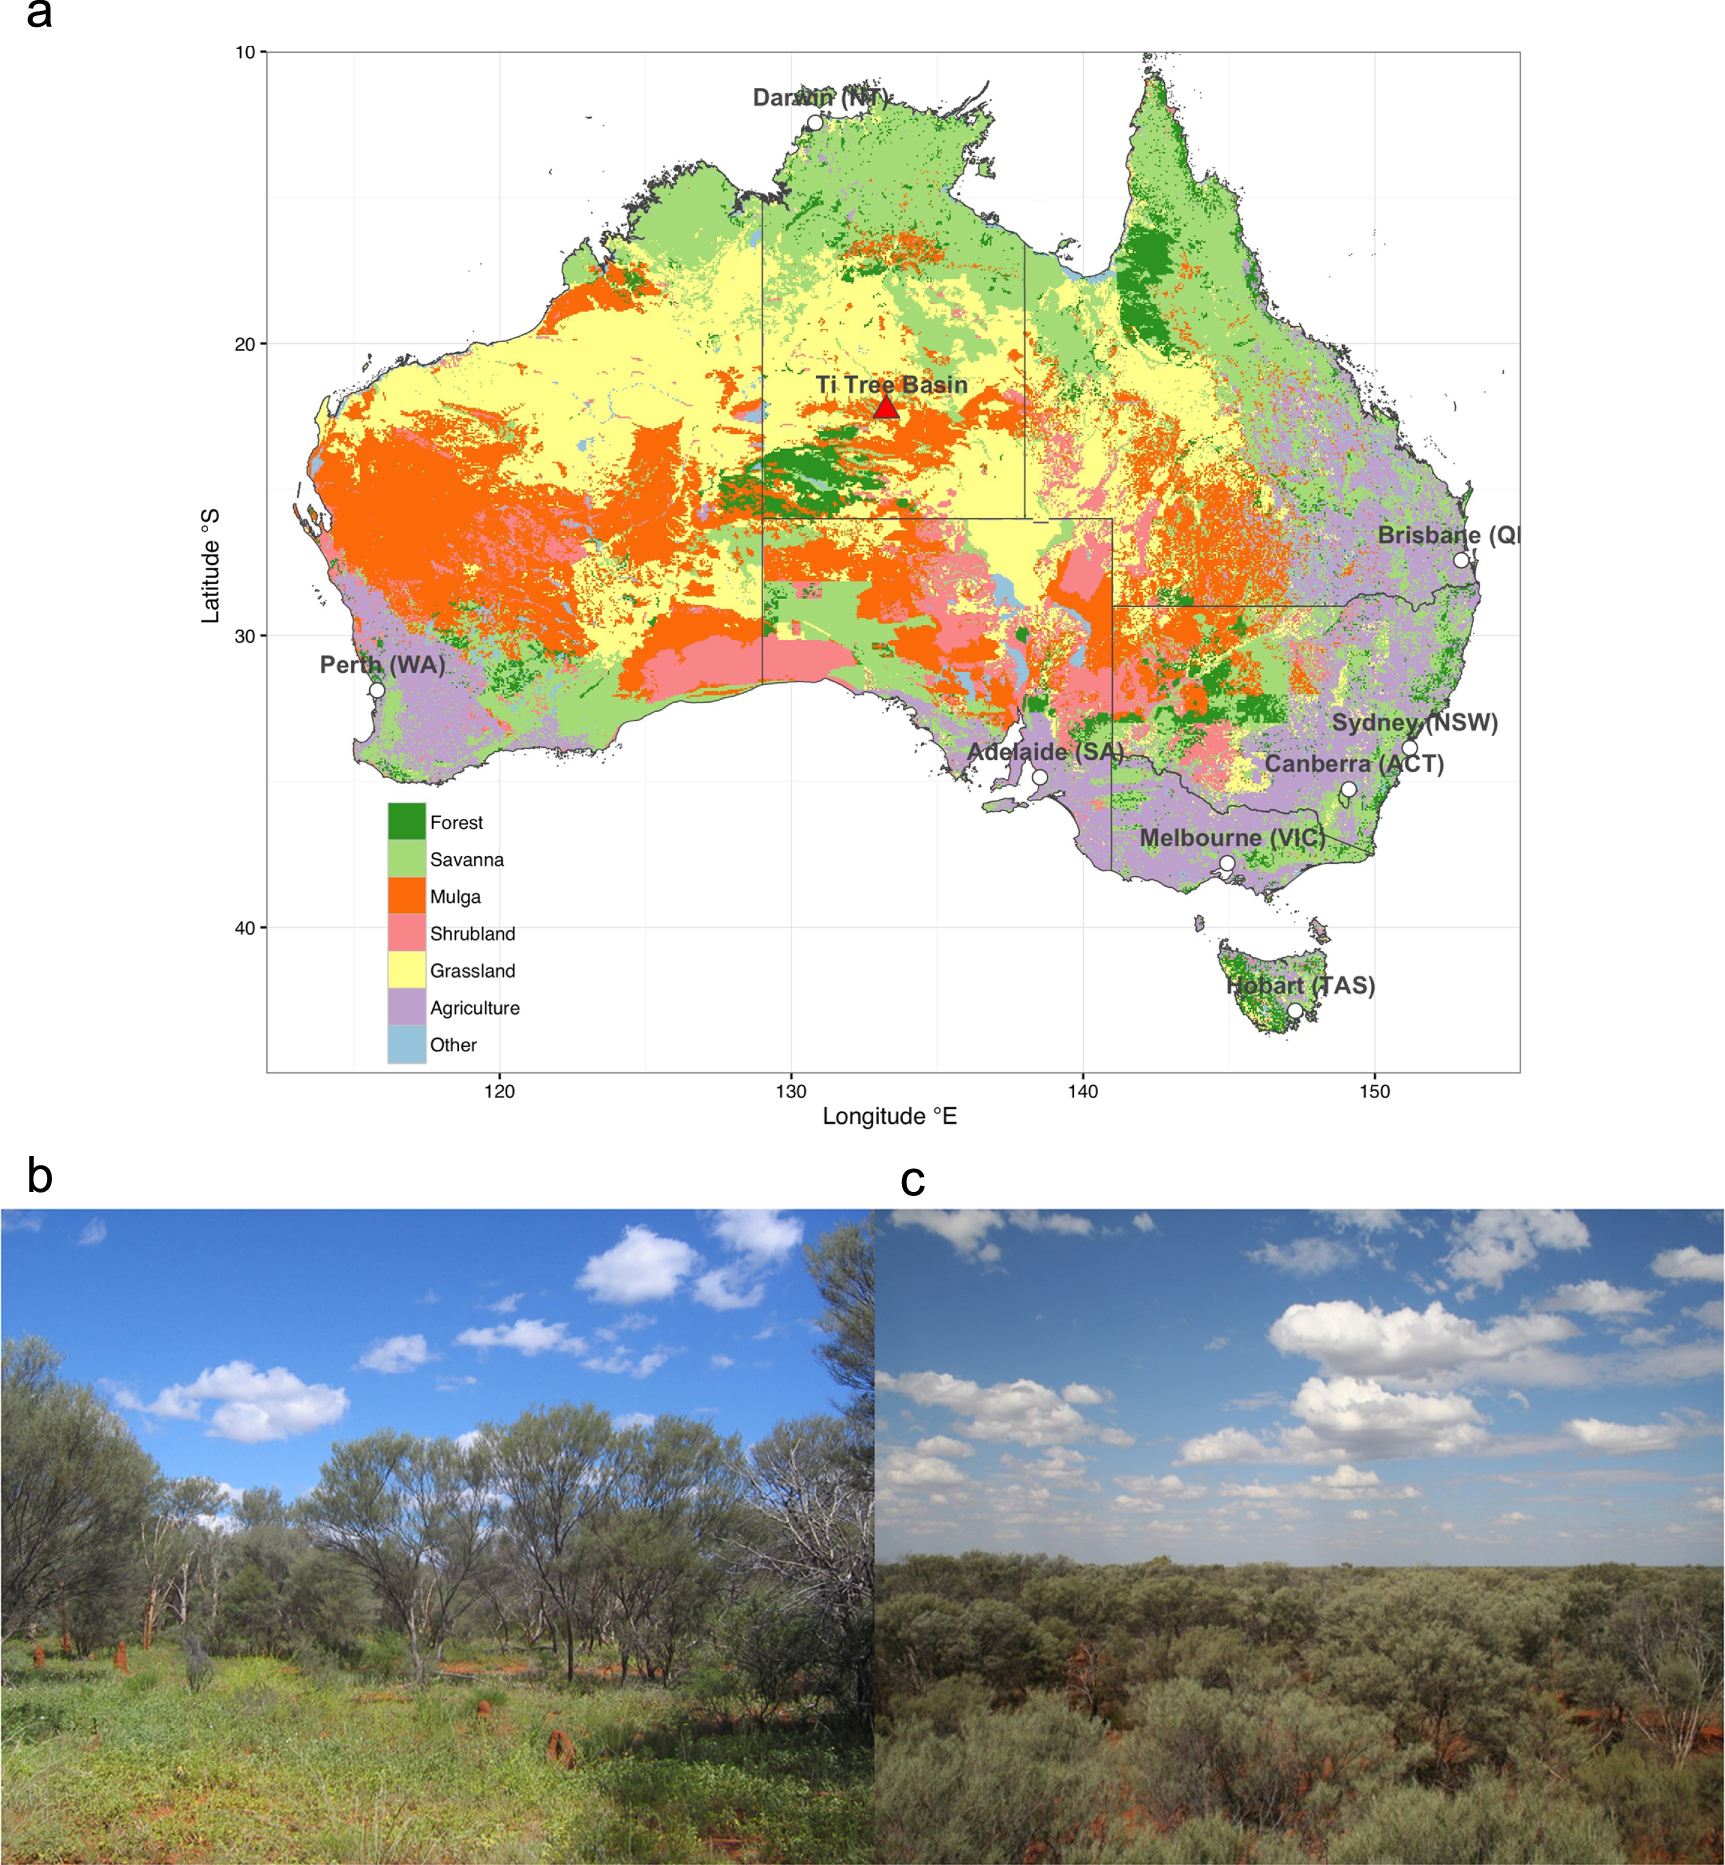 a
10
Darwin (NT)
20
Ti Tree Basin
Latitude °S
Brisbane (Ql
30
Perth (WA)
Sydney (NSW)
Adelaide (SA)
Canberra (ACT)
Forest
Melbourne (VIC)
Savanna
Mulga
40
Shrubland
Grassland
Hobart (TAS)
Agriculture
Other
120
130
140
150
Longitude °E
b
c